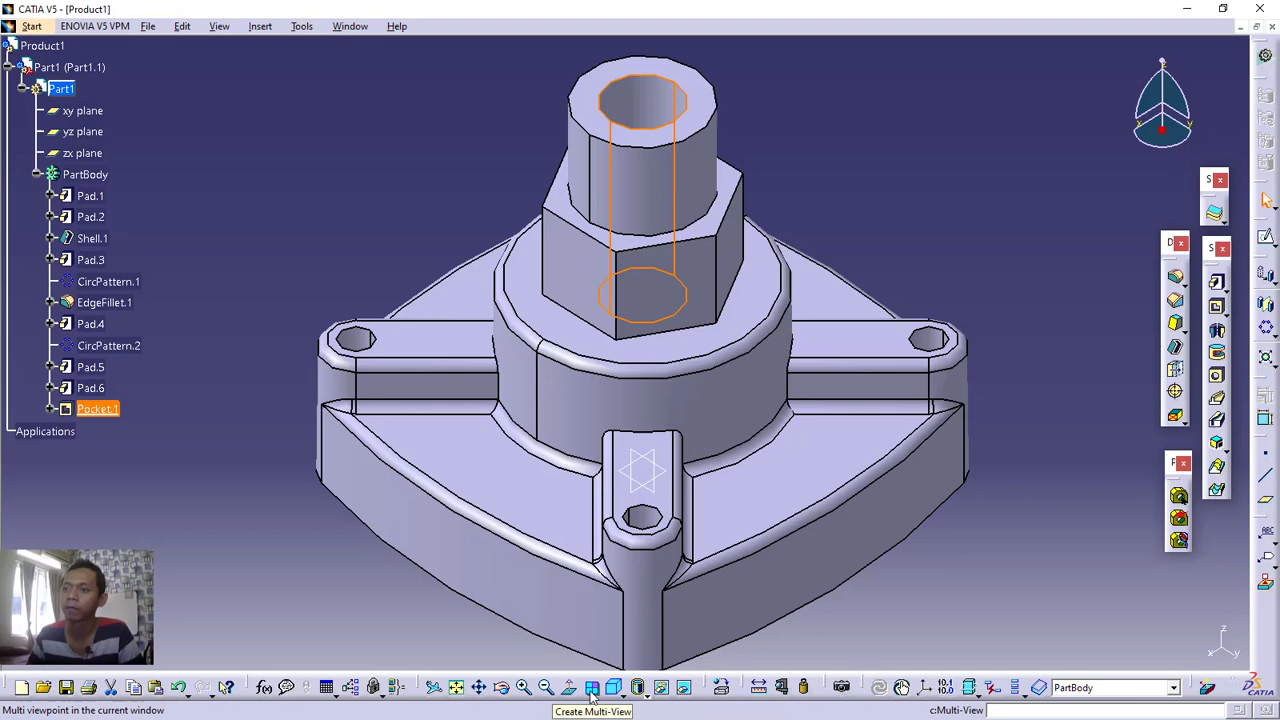 CATIA V5 - [Product1]
Start ENOVIA V5 VPM File Edit View Insert Tools Window Help
Product1
Part1 (Part1.1)
Part1
xy plane
yz plane
zx plane
PartBody
Pad.1
Pad.2
Shell.1
Pad.3
CircPattern.1
EdgeFillet.1
Pad.4
CircPattern.2
Pad.5
Pad.6
Pocket.1
Applications
S
D
S
F
z
x
y
z
x
y
10.1
PartBody
CATIA
Create Multi-View
Multi viewpoint in the current window
c:Multi-View